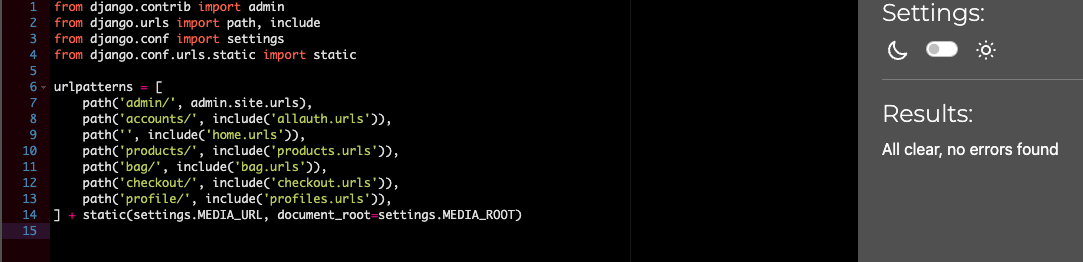 1 from django.contrib import admin
2 from django.urls import path, include
3 from django.conf import settings
4 from django.conf.urls.static import static
5
6 urlpatterns = [
7     path('admin/', admin.site.urls),
8     path('accounts/', include('allauth.urls')),
9     path('', include('home.urls')),
10     path('products/', include('products.urls')),
11     path('bag/', include('bag.urls')),
12     path('checkout/', include('checkout.urls')),
13     path('profile/', include('profiles.urls')),
14 ] + static(settings.MEDIA_URL, document_root=settings.MEDIA_ROOT)
15
Settings:
Results:
All clear, no errors found